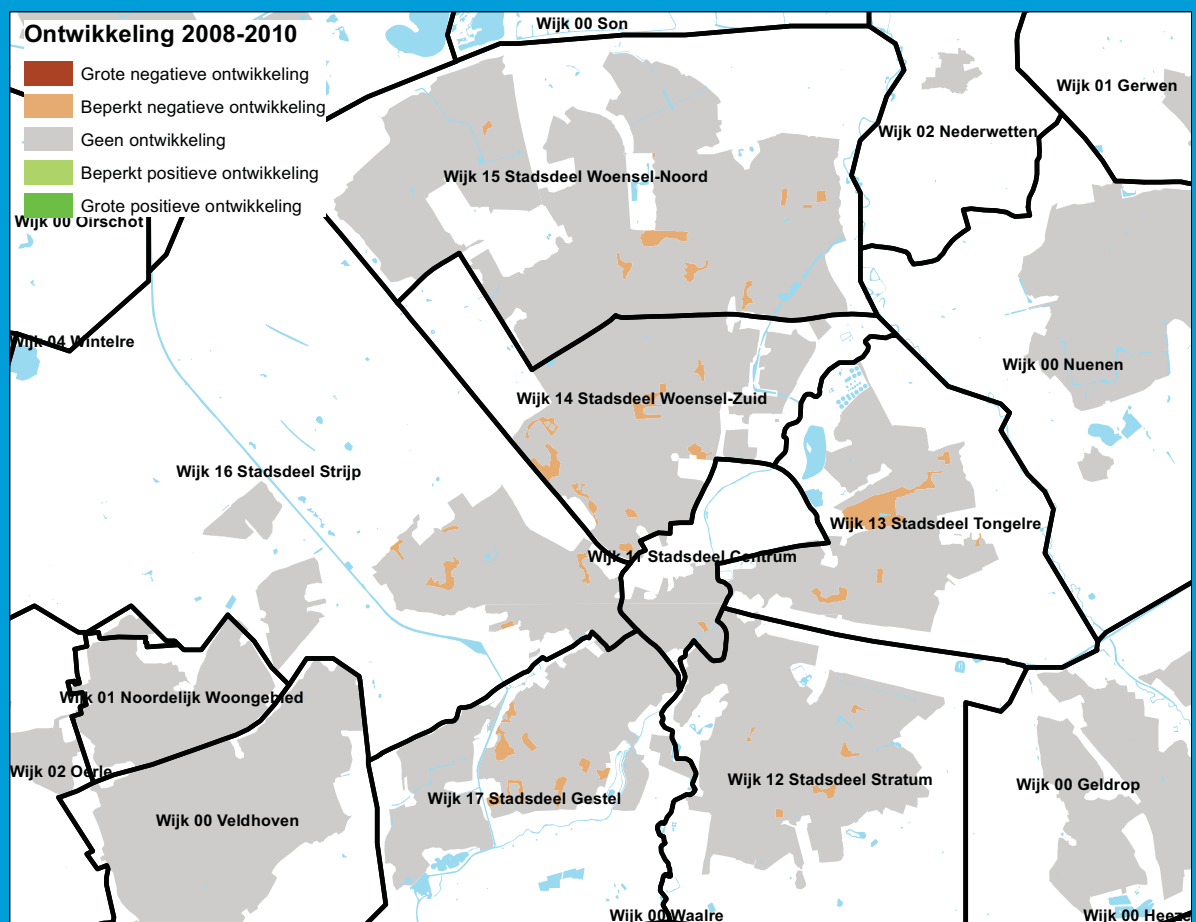 Ontwikkeling 2008-2010
Grote negatieve ontwikkeling
Beperkt negatieve ontwikkeling
Geen ontwikkeling
Beperkt positieve ontwikkeling
Grote positieve ontwikkeling
Wijk 00 Son
Wijk 01 Gerwen
Wijk 02 Nederwetten
Wijk 15 Stadsdeel Woensel-Noord
Wijk 00 Oirschot
Wijk 04 Wintelre
Wijk 00 Nuenen
Wijk 14 Stadsdeel Woensel-Zuid
Wijk 16 Stadsdeel Strijp
Wijk 13 Stadsdeel Tongelre
Wijk 11 Stadsdeel Centrum
Wijk 01 Noordelijk Woongebied
Wijk 02 Oerle
Wijk 12 Stadsdeel Stratum
Wijk 00 Geldrop
Wijk 17 Stadsdeel Gestel
Wijk 00 Veldhoven
Wijk 00 Waalre
Wijk 00